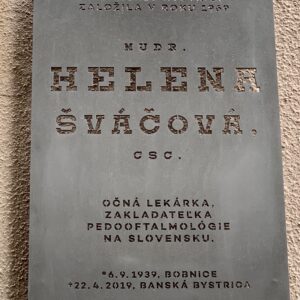 ZALOŽILA V ROKU 1969
MUDR.
HELENA
ŠVÁČOVÁ,
CSC.
OČNÁ LEKÁRKA,
ZAKLADATEĽKA
PEDOOFTALMOLÓGIE
NA SLOVENSKU.
*6.9.1939, BOBNICE
†22.4.2019, BANSKÁ BYSTRICA